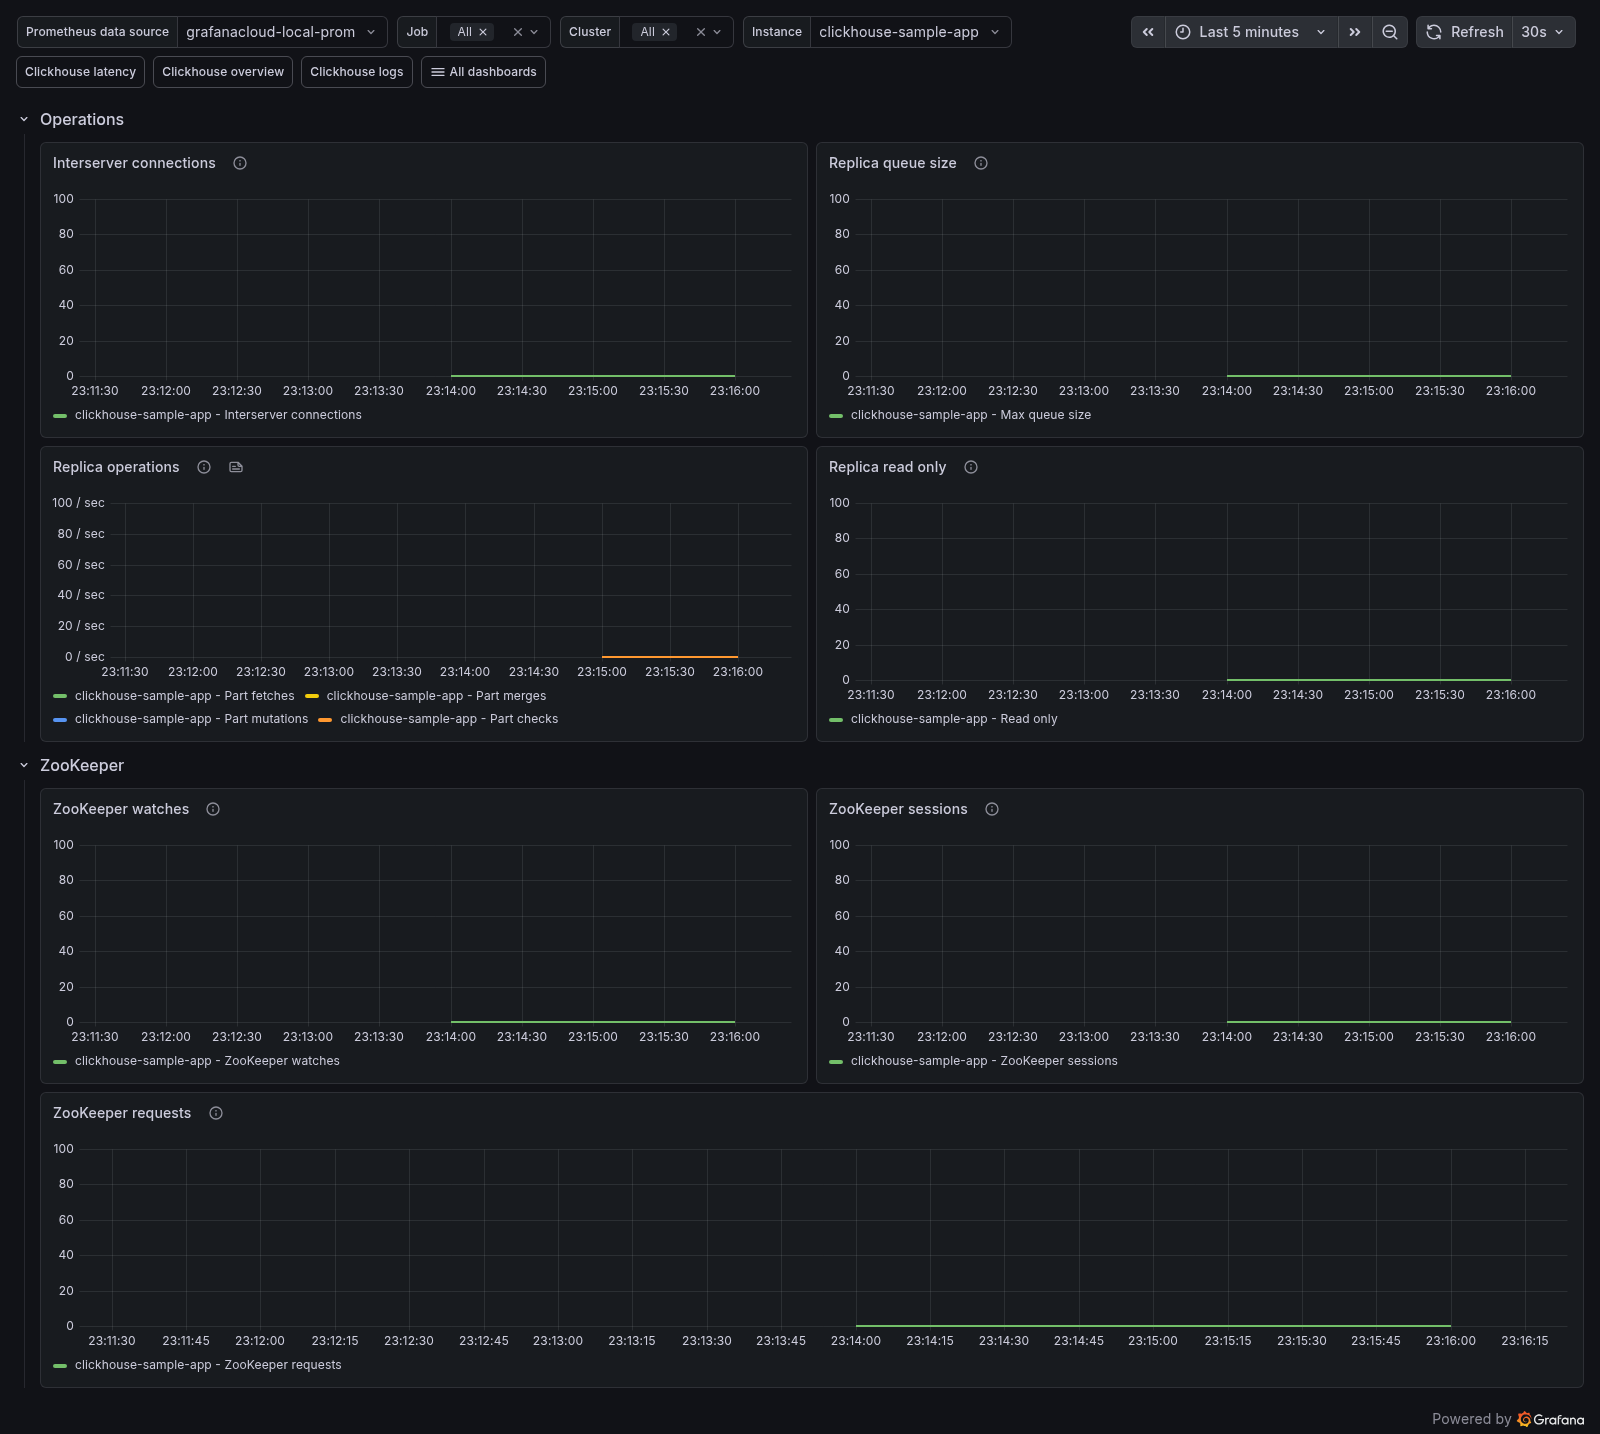 Prometheus data source grafanacloud-local-prom Job All Cluster All Instance clickhouse-sample-app Last 5 minutes Refresh 30s
Clickhouse latency Clickhouse overview Clickhouse logs All dashboards
Operations
Interserver connections
100
80
60
40
20
0
23:11:30 23:12:00 23:12:30 23:13:00 23:13:30 23:14:00 23:14:30 23:15:00 23:15:30 23:16:00
clickhouse-sample-app - Interserver connections
Replica queue size
100
80
60
40
20
0
23:11:30 23:12:00 23:12:30 23:13:00 23:13:30 23:14:00 23:14:30 23:15:00 23:15:30 23:16:00
clickhouse-sample-app - Max queue size
Replica operations
100 / sec
80 / sec
60 / sec
40 / sec
20 / sec
0 / sec
23:11:30 23:12:00 23:12:30 23:13:00 23:13:30 23:14:00 23:14:30 23:15:00 23:15:30 23:16:00
clickhouse-sample-app - Part fetches clickhouse-sample-app - Part merges
clickhouse-sample-app - Part mutations clickhouse-sample-app - Part checks
Replica read only
100
80
60
40
20
0
23:11:30 23:12:00 23:12:30 23:13:00 23:13:30 23:14:00 23:14:30 23:15:00 23:15:30 23:16:00
clickhouse-sample-app - Read only
ZooKeeper
ZooKeeper watches
100
80
60
40
20
0
23:11:30 23:12:00 23:12:30 23:13:00 23:13:30 23:14:00 23:14:30 23:15:00 23:15:30 23:16:00
clickhouse-sample-app - ZooKeeper watches
ZooKeeper sessions
100
80
60
40
20
0
23:11:30 23:12:00 23:12:30 23:13:00 23:13:30 23:14:00 23:14:30 23:15:00 23:15:30 23:16:00
clickhouse-sample-app - ZooKeeper sessions
ZooKeeper requests
100
80
60
40
20
0
23:11:30 23:11:45 23:12:00 23:12:15 23:12:30 23:12:45 23:13:00 23:13:15 23:13:30 23:13:45 23:14:00 23:14:15 23:14:30 23:14:45 23:15:00 23:15:15 23:15:30 23:15:45 23:16:00 23:16:15
clickhouse-sample-app - ZooKeeper requests
Powered by Grafana